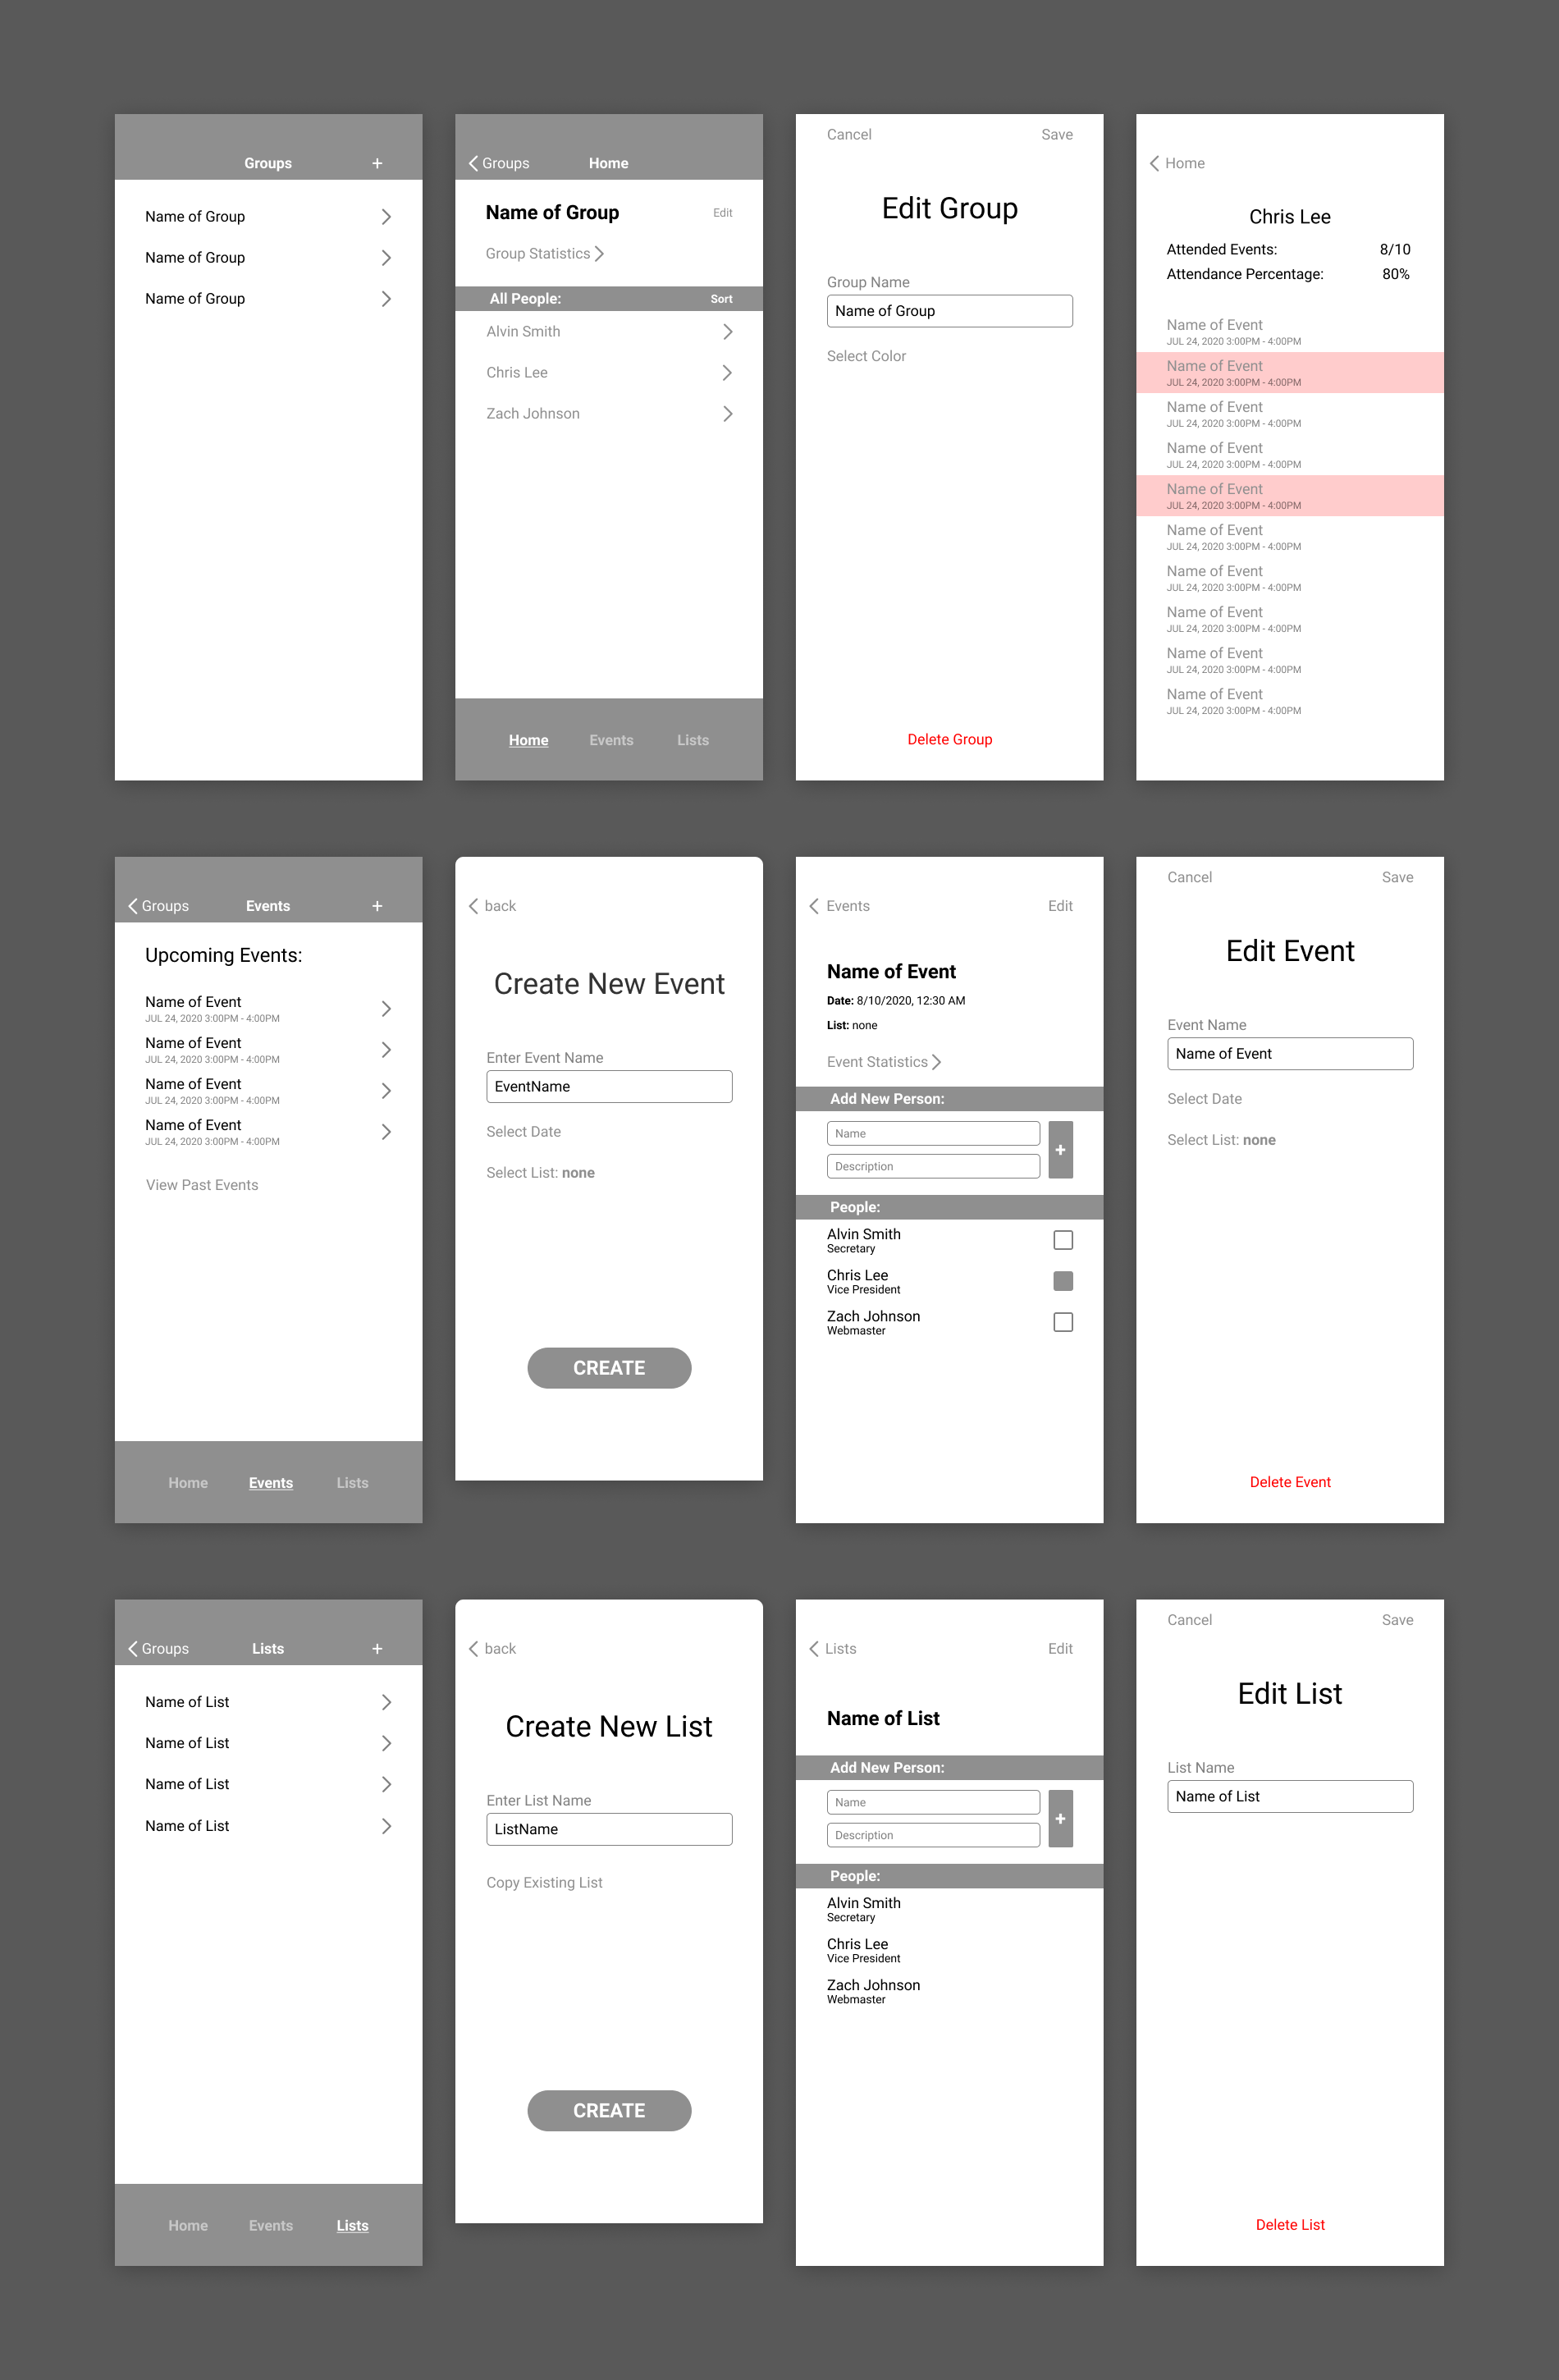 Groups +
Name of Group
Name of Group
Name of Group
Groups Home
Name of Group Edit
Group Statistics
All People: Sort
Alvin Smith
Chris Lee
Zach Johnson
Home Events Lists
Cancel Save
Edit Group
Group Name
Name of Group
Select Color
Delete Group
Home
Chris Lee
Attended Events: 8/10
Attendance Percentage: 80%
Name of Event
JUL 24, 2020 3:00PM - 4:00PM
Name of Event
JUL 24, 2020 3:00PM - 4:00PM
Name of Event
JUL 24, 2020 3:00PM - 4:00PM
Name of Event
JUL 24, 2020 3:00PM - 4:00PM
Name of Event
JUL 24, 2020 3:00PM - 4:00PM
Name of Event
JUL 24, 2020 3:00PM - 4:00PM
Name of Event
JUL 24, 2020 3:00PM - 4:00PM
Name of Event
JUL 24, 2020 3:00PM - 4:00PM
Name of Event
JUL 24, 2020 3:00PM - 4:00PM
Name of Event
JUL 24, 2020 3:00PM - 4:00PM
Groups Events +
Upcoming Events:
Name of Event
JUL 24, 2020 3:00PM - 4:00PM
Name of Event
JUL 24, 2020 3:00PM - 4:00PM
Name of Event
JUL 24, 2020 3:00PM - 4:00PM
Name of Event
JUL 24, 2020 3:00PM - 4:00PM
View Past Events
Home Events Lists
back
Create New Event
Enter Event Name
EventName
Select Date
Select List: none
CREATE
Events Edit
Name of Event
Date: 8/10/2020, 12:30 AM
List: none
Event Statistics
Add New Person:
Name
Description
+
People:
Alvin Smith
Secretary
Chris Lee
Vice President
Zach Johnson
Webmaster
Cancel Save
Edit Event
Event Name
Name of Event
Select Date
Select List: none
Delete Event
Groups Lists +
Name of List
Name of List
Name of List
Name of List
Home Events Lists
back
Create New List
Enter List Name
ListName
Copy Existing List
CREATE
Lists Edit
Name of List
Add New Person:
Name
Description
+
People:
Alvin Smith
Secretary
Chris Lee
Vice President
Zach Johnson
Webmaster
Cancel Save
Edit List
List Name
Name of List
Delete List